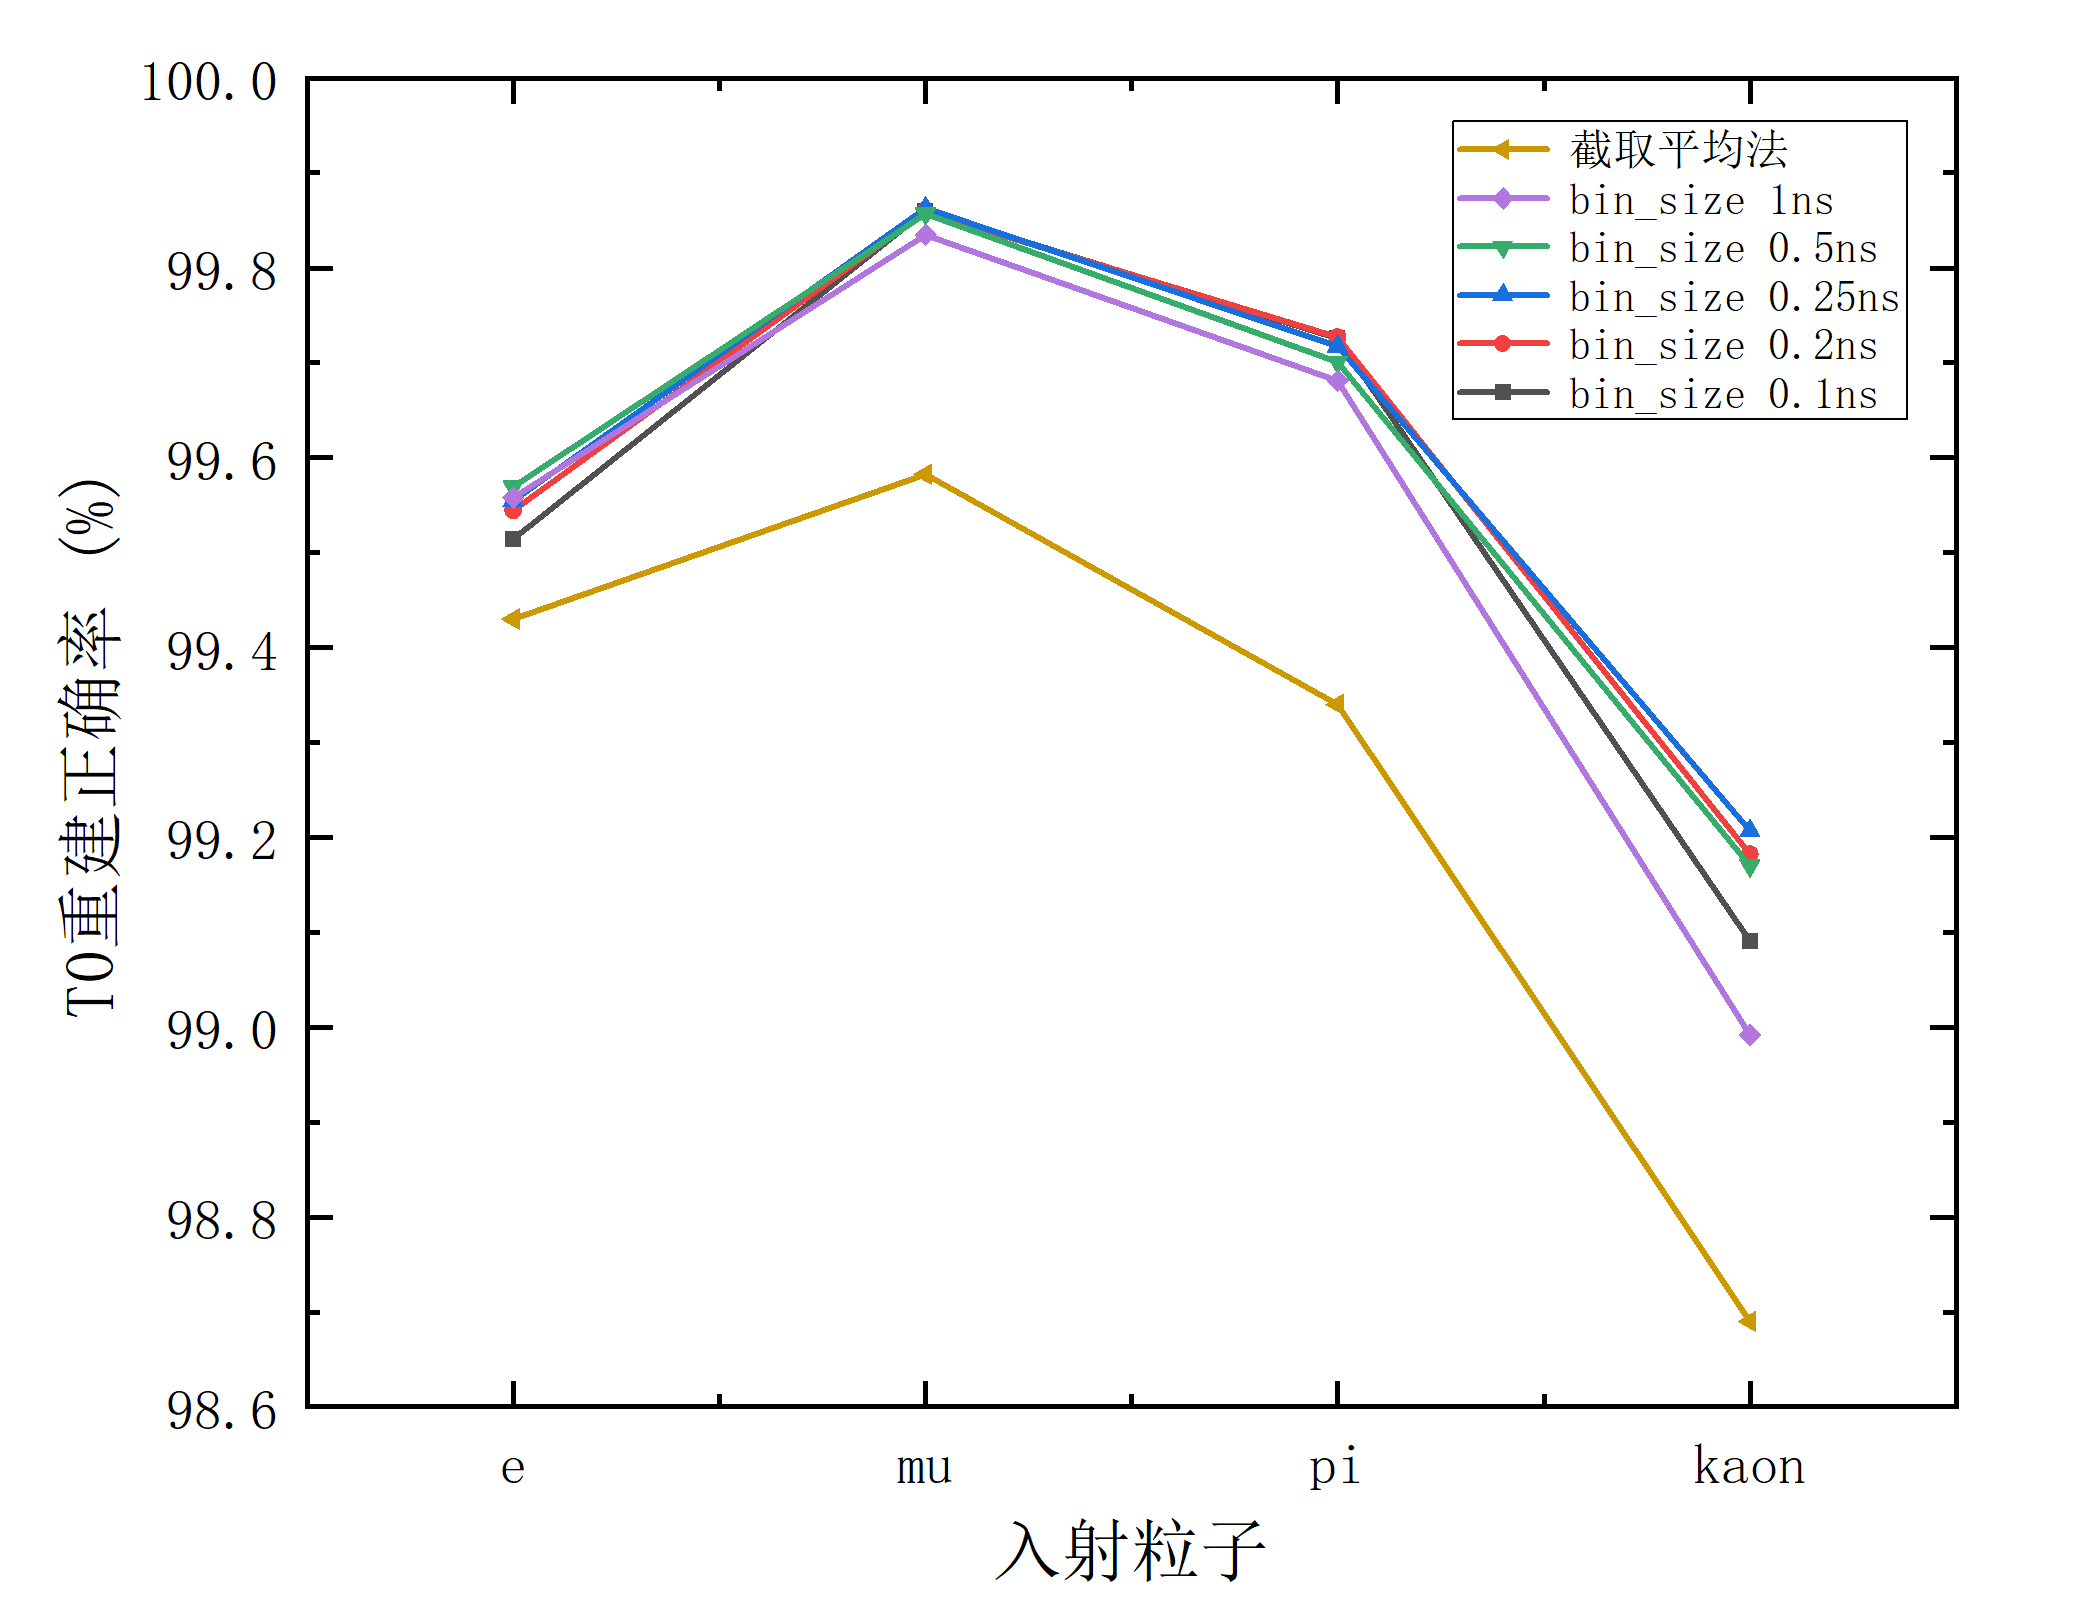 100.0
99.8
99.6
99.4
99.2
99.0
98.8
98.6
T0重建正确率 (%)
截取平均法
bin_size 1ns
bin_size 0.5ns
bin_size 0.25ns
bin_size 0.2ns
bin_size 0.1ns
e mu pi kaon
入射粒子